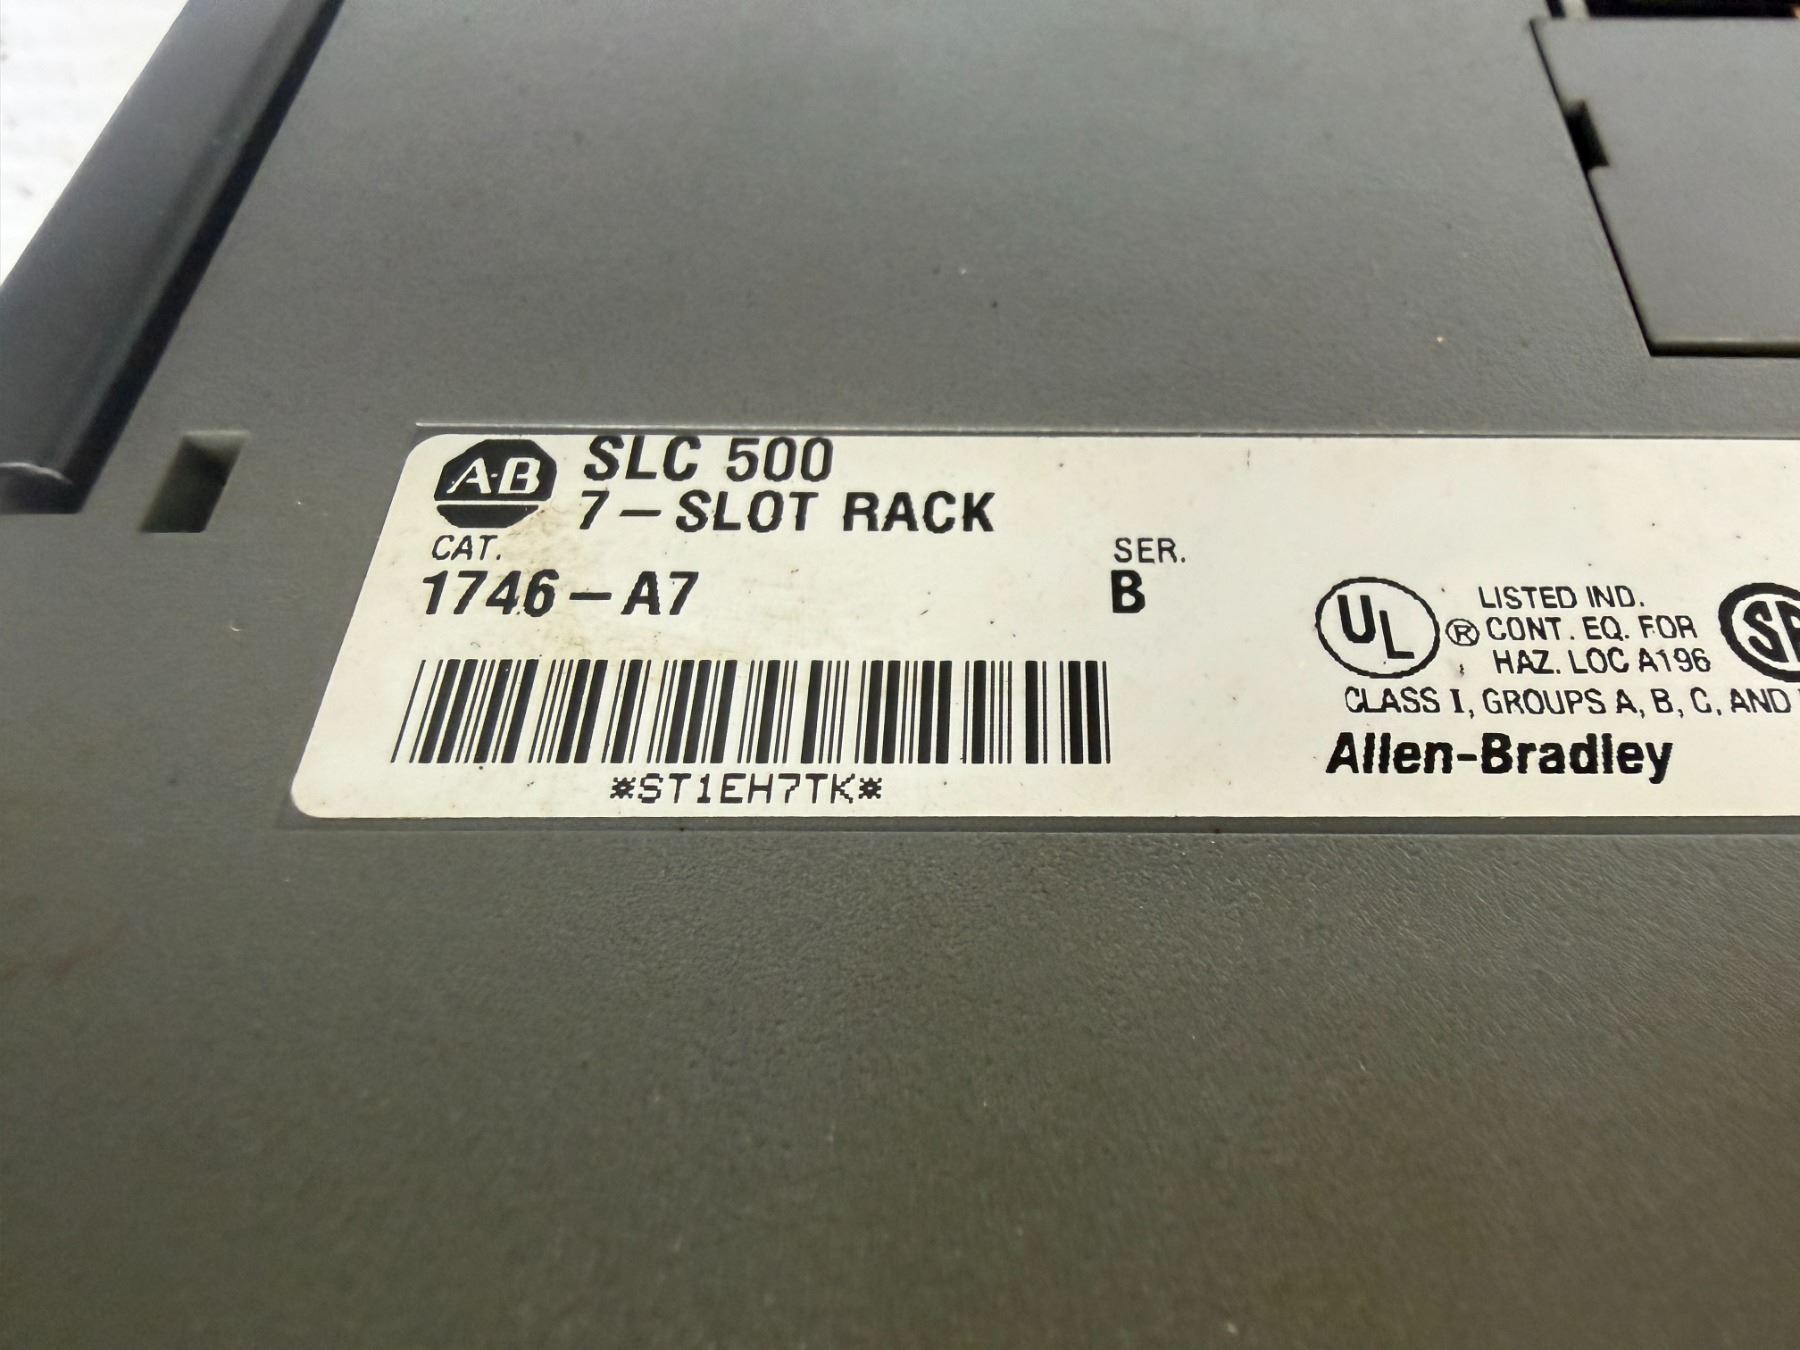 A-B SLC 500
7-SLOT RACK
CAT.
1746-A7
SER.
B
*ST1EH7TK*
UL ® LISTED IND.
CONT. EQ. FOR
HAZ. LOC A196
CLASS I, GROUPS A, B, C, AND
Allen-Bradley